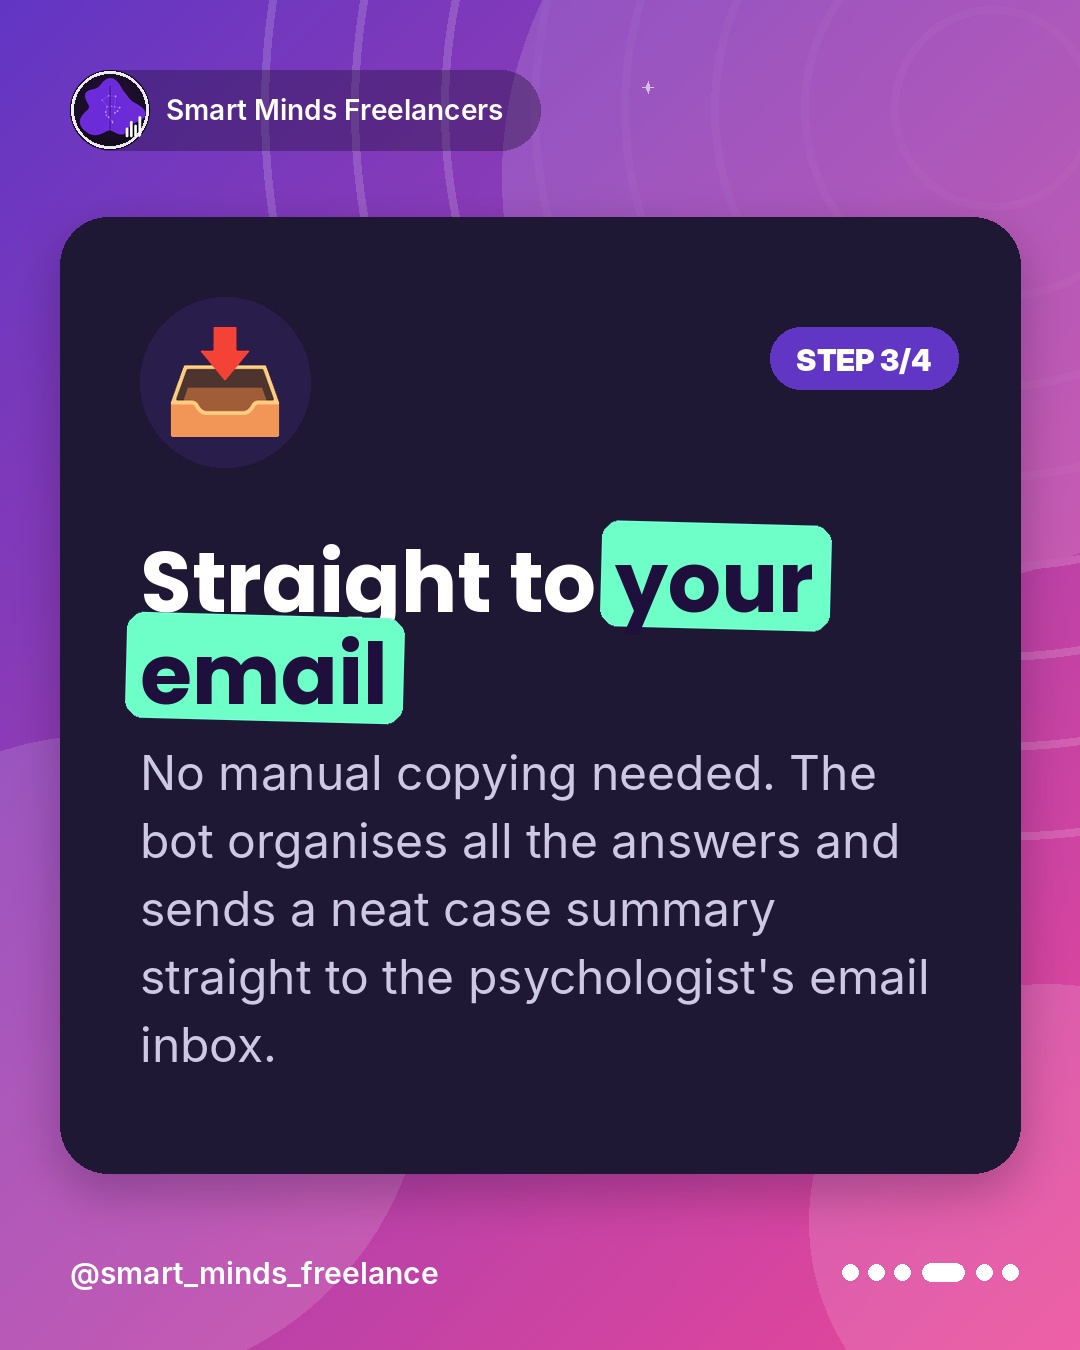 Smart Minds Freelancers
STEP 3/4
Straight to your
email
No manual copying needed. The
bot organises all the answers and
sends a neat case summary
straight to the psychologist's email
inbox.
@smart_minds_freelance